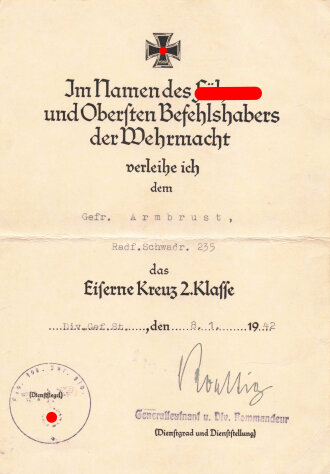 Im Namen des
und Obersten Befehlshabers
der Wehrmacht
verleihe ich
dem
Gefr. Armbrust,
Radf.Schwadr. 235
das
Eiserne Kreuz 2.Klasse
Div.Gef.St., den 8.1. 1942
(Dienstsiegel)
Generalleutnant u. Div. Kommandeur
(Dienstgrad und Dienststellung)